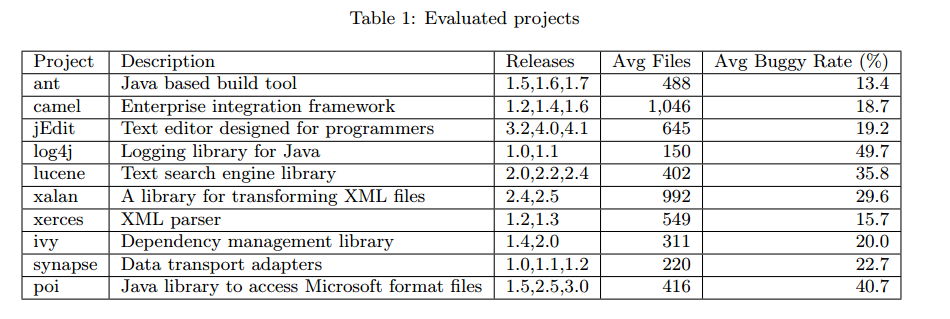 Table 1: Evaluated projects
Project Description Releases Avg Files Avg Buggy Rate (%)
ant Java based build tool 1.5,1.6,1.7 488 13.4
camel Enterprise integration framework 1.2,1.4,1.6 1,046 18.7
jEdit Text editor designed for programmers 3.2,4.0,4.1 645 19.2
log4j Logging library for Java 1.0,1.1 150 49.7
lucene Text search engine library 2.0,2.2,2.4 402 35.8
xalan A library for transforming XML files 2.4,2.5 992 29.6
xerces XML parser 1.2,1.3 549 15.7
ivy Dependency management library 1.4,2.0 311 20.0
synapse Data transport adapters 1.0,1.1,1.2 220 22.7
poi Java library to access Microsoft format files 1.5,2.5,3.0 416 40.7